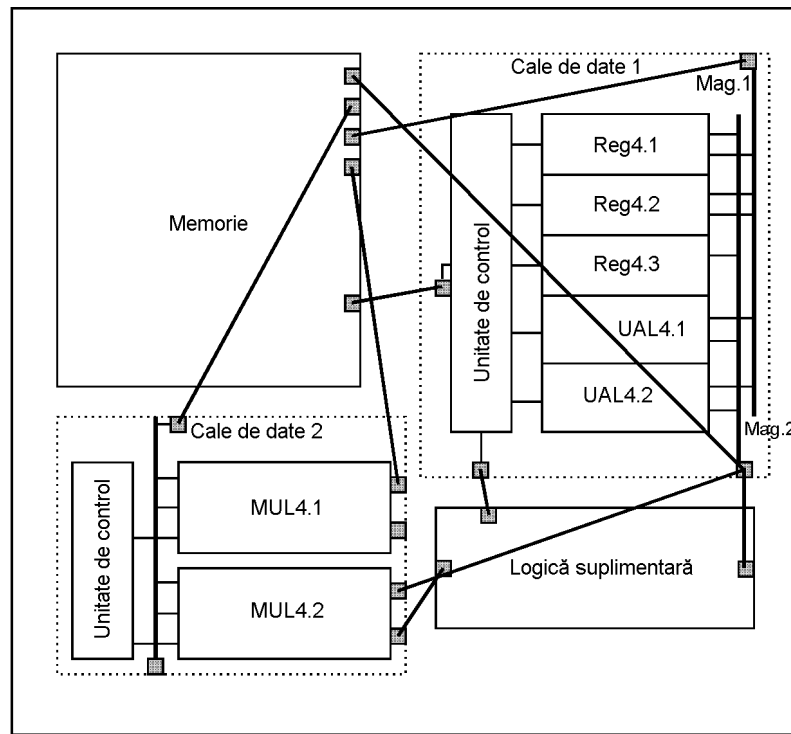 Cale de date 1
Mag.1
Memorie
Unitate de control
Reg4.1
Reg4.2
Reg4.3
UAL4.1
UAL4.2
Mag.2
Cale de date 2
Unitate de control
MUL4.1
MUL4.2
Logică suplimentară